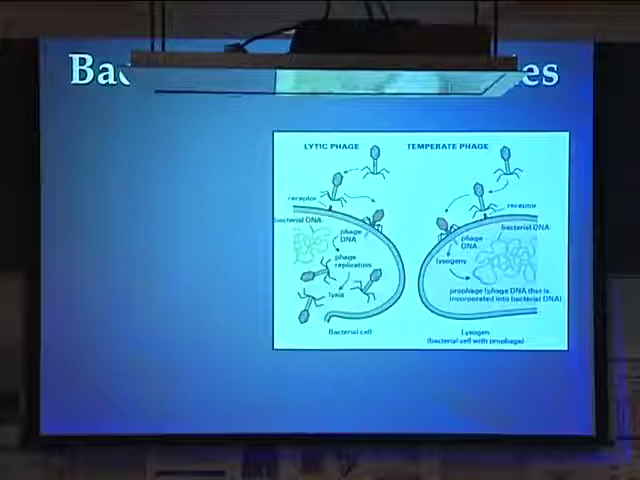 Bac
es
LYTIC PHAGE
TEMPERATE PHAGE
receptor
receptor
bacterial DNA
bacterial DNA
phage
DNA
phage
DNA
phage
replication
lysogeny
lysis
prophage (phage DNA that is
incorporated into bacterial DNA)
Bacterial cell
Lysogen
(bacterial cell with prophage)